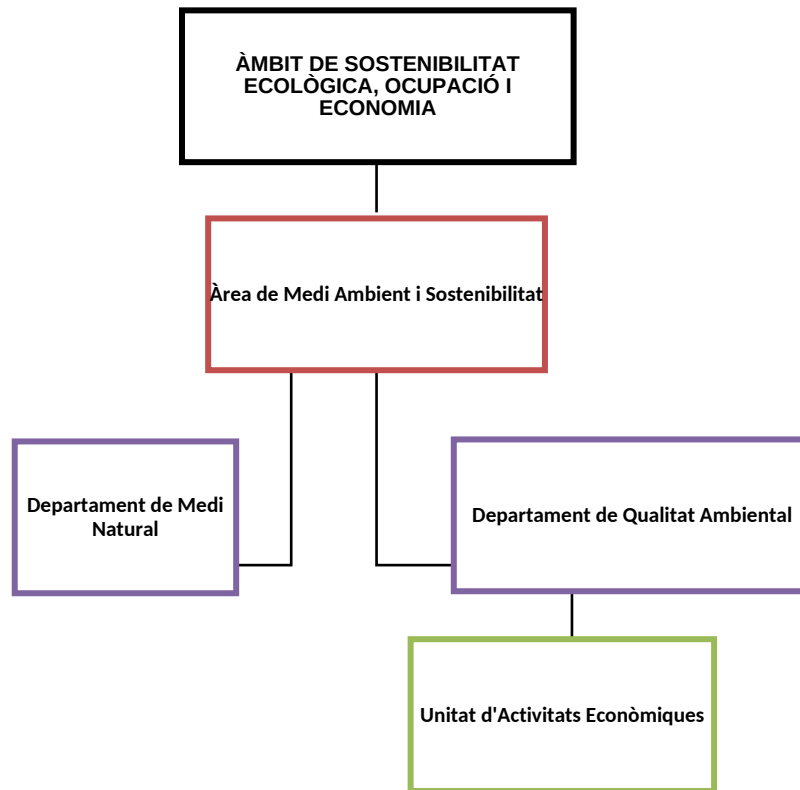 ÀMBIT DE SOSTENIBILITAT
ECOLÒGICA, OCUPACIÓ I
ECONOMIA
Àrea de Medi Ambient i Sostenibilitat
Departament de Medi
Natural
Departament de Qualitat Ambiental
Unitat d'Activitats Econòmiques